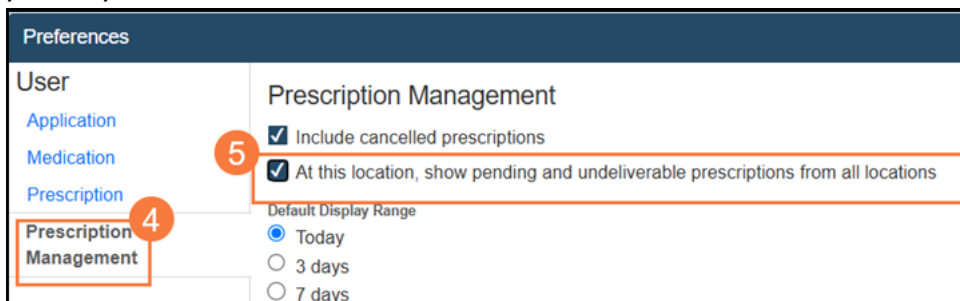 Preferences
User
Application
Medication
Prescription
Prescription
Management
4
Prescription Management
Include cancelled prescriptions
5
At this location, show pending and undeliverable prescriptions from all locations
Default Display Range
Today
3 days
7 days